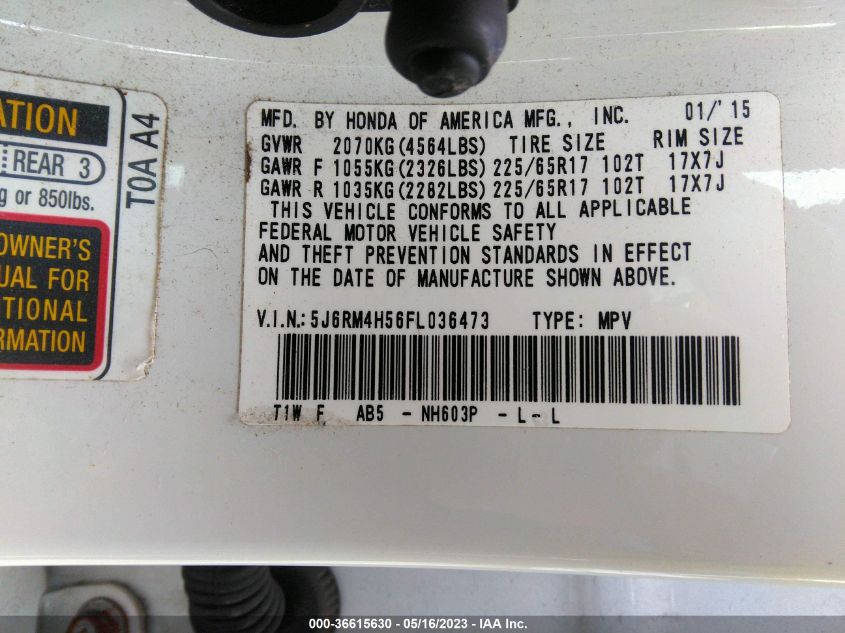 ATION
REAR 3
g or 850lbs.
OWNER'S
UAL FOR
TIONAL
RMATION
T0A A4
MFD. BY HONDA OF AMERICA MFG., INC. 01/'15
GVWR 2070KG(4564LBS) TIRE SIZE RIM SIZE
GAWR F 1055KG(2326LBS) 225/65R17 102T 17X7J
GAWR R 1035KG(2282LBS) 225/65R17 102T 17X7J
THIS VEHICLE CONFORMS TO ALL APPLICABLE
FEDERAL MOTOR VEHICLE SAFETY
AND THEFT PREVENTION STANDARDS IN EFFECT
ON THE DATE OF MANUFACTURE SHOWN ABOVE.
V.I.N.: 5J6RM4H56FL036473 TYPE: MPV
T1W F AB5 - NH603P - L - L
000-36615630 - 05/16/2023 - IAA Inc.